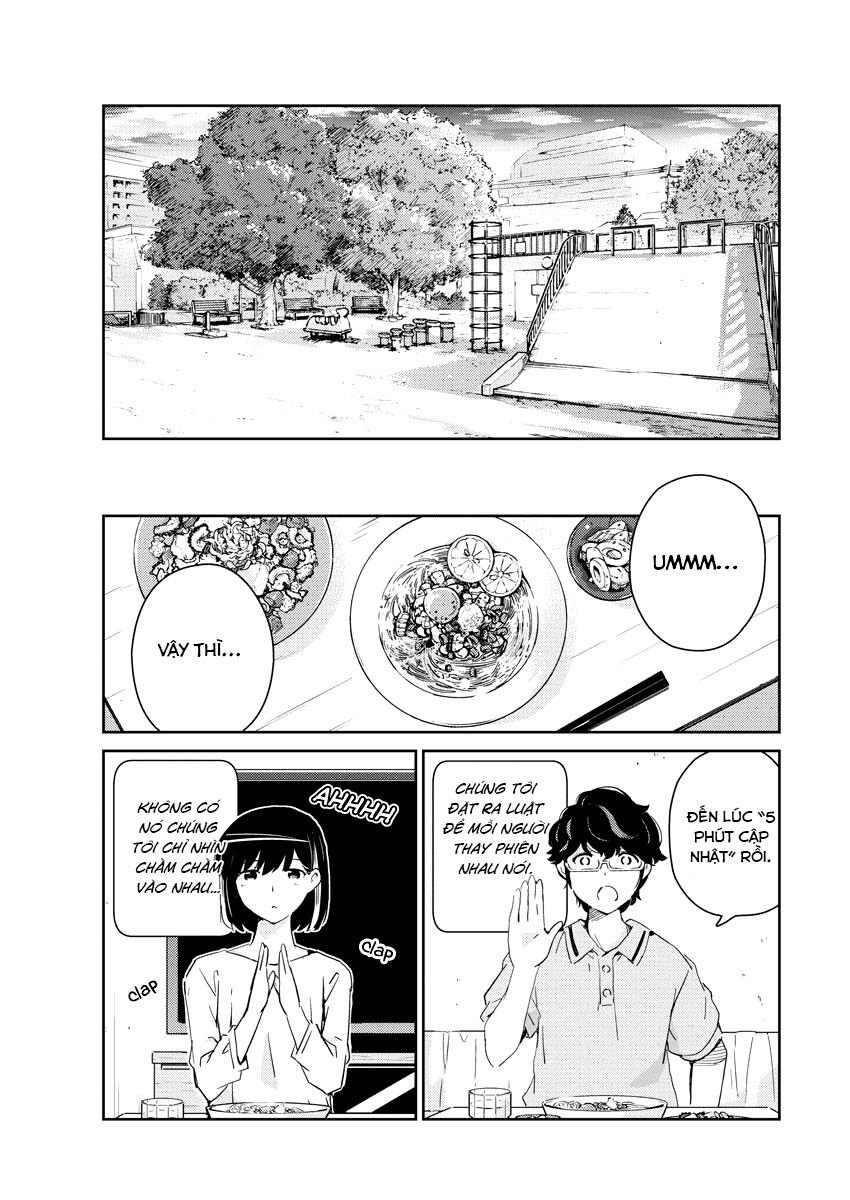 UMMM...
VẬY THÌ...
ĐẾN LÚC “5
PHÚT CẬP
NHẬT” RỒI.
CHÚNG TÔI
ĐẶT RA LUẬT
ĐỂ MỖI NGƯỜI
THAY PHIÊN
NHAU NÓI.
AHHHH
KHÔNG CÓ
NÓ CHÚNG
TÔI CHỈ NHÌN
CHẰM CHẰM
VÀO NHAU...
clap
clap